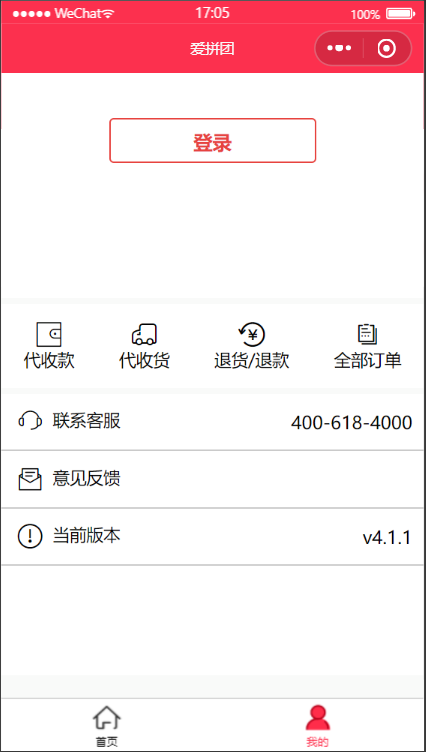 WeChat 17:05 100%
爱拼团
登录
代收款 代收货 退货/退款 全部订单
联系客服 400-618-4000
意见反馈
当前版本 v4.1.1
首页 我的